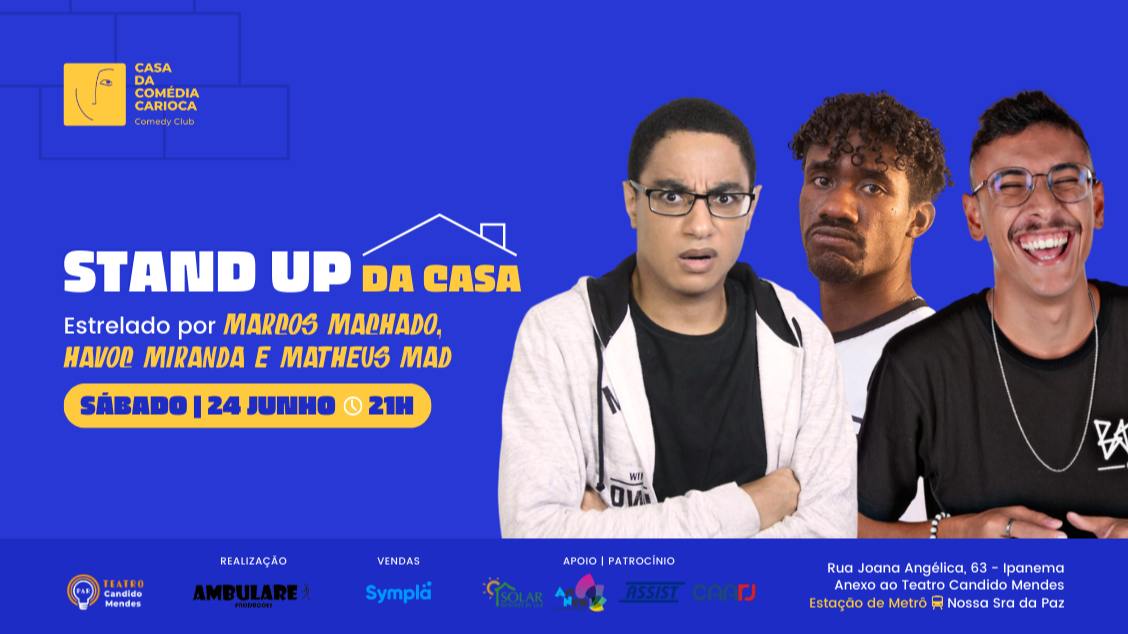 CASA
DA
COMÉDIA
CARIOCA
Comedy Club
STAND UP DA CASA
Estrelado por MARCOS MACHADO,
HAVOC MIRANDA E MATHEUS MAD
SÁBADO | 24 JUNHO 21H
REALIZAÇÃO
VENDAS
APOIO | PATROCÍNIO
TEATRO
Candido
Mendes
AMBULARE
PRODUCOES
Sympla
SOLAR
ASSIST
Rua Joana Angélica, 63 - Ipanema
Anexo ao Teatro Candido Mendes
Estação de Metrô Nossa Sra da Paz